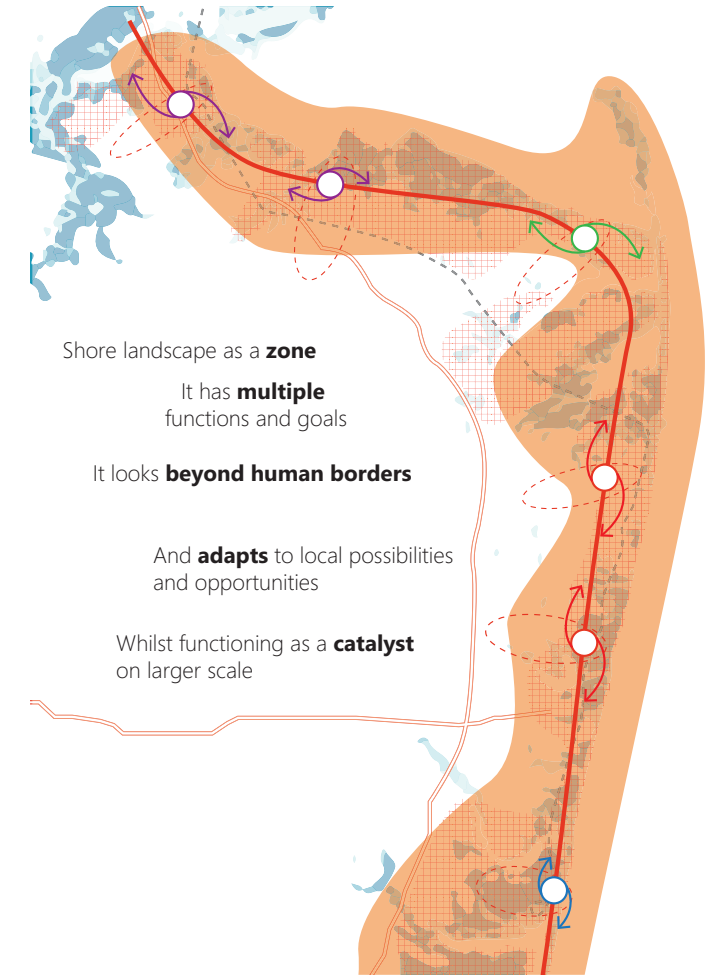 Shore landscape as a zone
It has multiple
functions and goals
It looks beyond human borders
And adapts to local possibilities
and opportunities
Whilst functioning as a catalyst
on larger scale